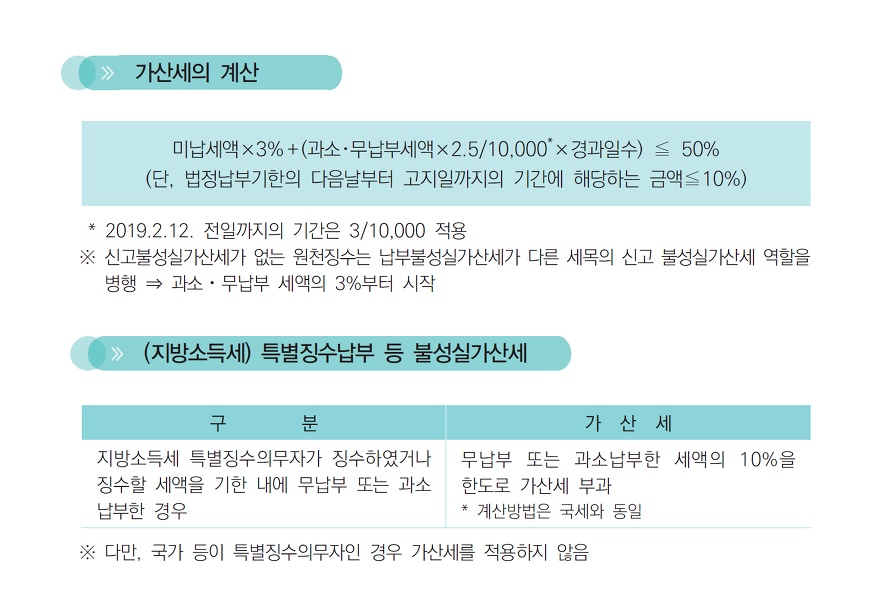 » 가산세의 계산
미납세액×3%+(과소·무납부세액×2.5/10,000*×경과일수) ≦ 50%
(단, 법정납부기한의 다음날부터 고지일까지의 기간에 해당하는 금액≦10%)
* 2019.2.12. 전일까지의 기간은 3/10,000 적용
※ 신고불성실가산세가 없는 원천징수는 납부불성실가산세가 다른 세목의 신고 불성실가산세 역할을
병행 ⇒ 과소·무납부 세액의 3%부터 시작
» (지방소득세) 특별징수납부 등 불성실가산세
구 분
가 산 세
지방소득세 특별징수의무자가 징수하였거나
징수할 세액을 기한 내에 무납부 또는 과소
납부한 경우
무납부 또는 과소납부한 세액의 10%을
한도로 가산세 부과
* 계산방법은 국세와 동일
※ 다만, 국가 등이 특별징수의무자인 경우 가산세를 적용하지 않음